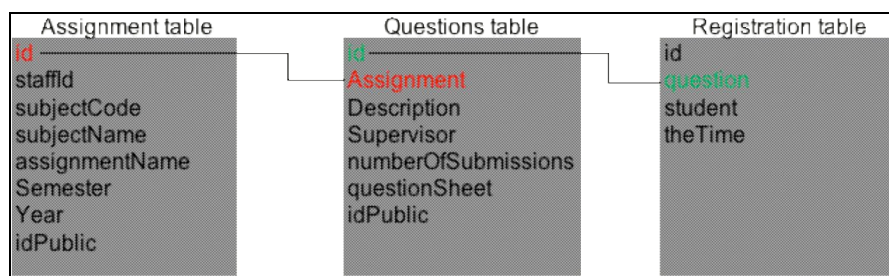 Assignment table
id
staffId
subjectCode
subjectName
assignmentName
Semester
Year
idPublic
Questions table
id
Assignment
Description
Supervisor
numberOfSubmissions
questionSheet
idPublic
Registration table
id
question
student
theTime